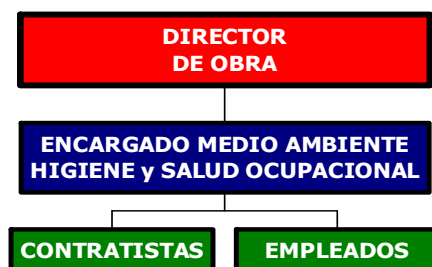 DIRECTOR
DE OBRA
ENCARGADO MEDIO AMBIENTE
HIGIENE y SALUD OCUPACIONAL
CONTRATISTAS
EMPLEADOS